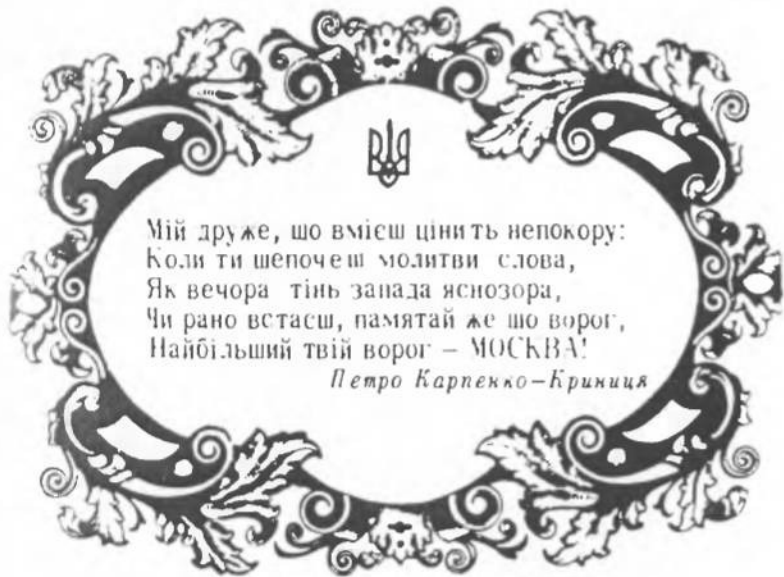 Мій друже, що вмієш цінить непокору:
Коли ти шепочеш молитви слова,
Як вечора тінь запада яснозора,
Чи рано встаєш, памятай же що ворог,
Найбільший твій ворог – МОСКВА!
Петро Карпенко–Криниця